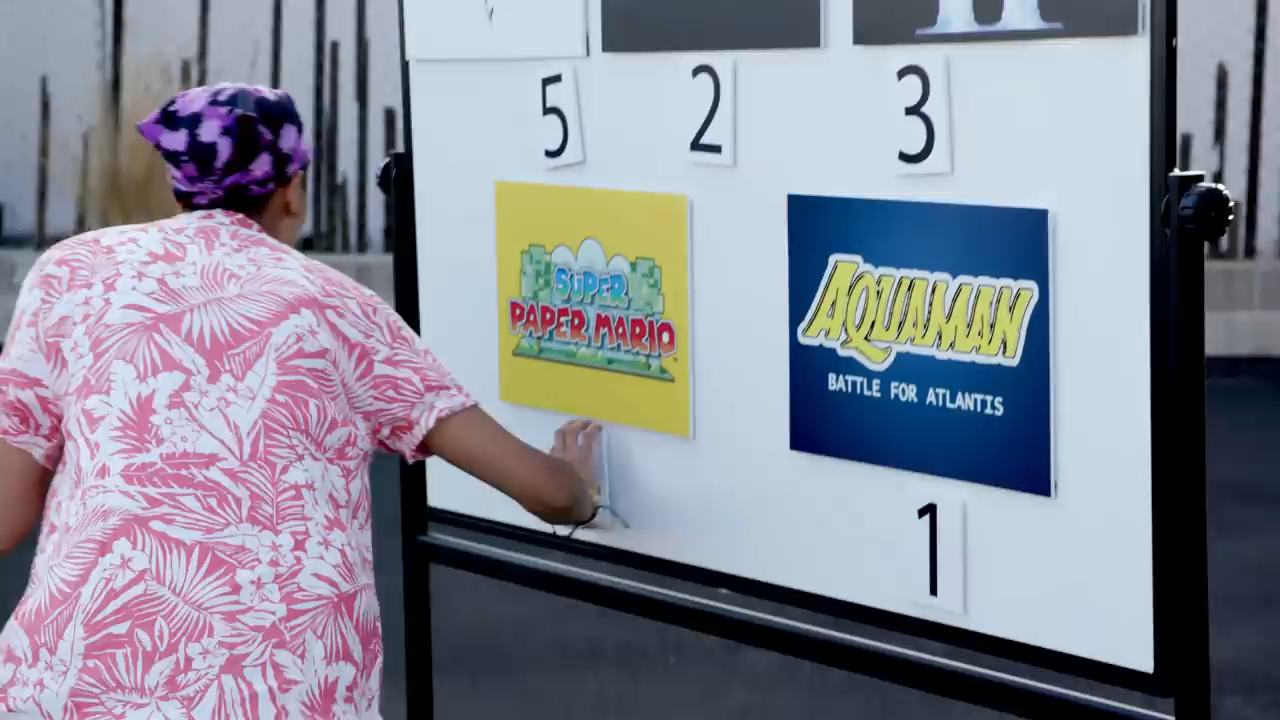 5 2 3
SUPER
PAPER MARIO
AQUAMAN
BATTLE FOR ATLANTIS
1